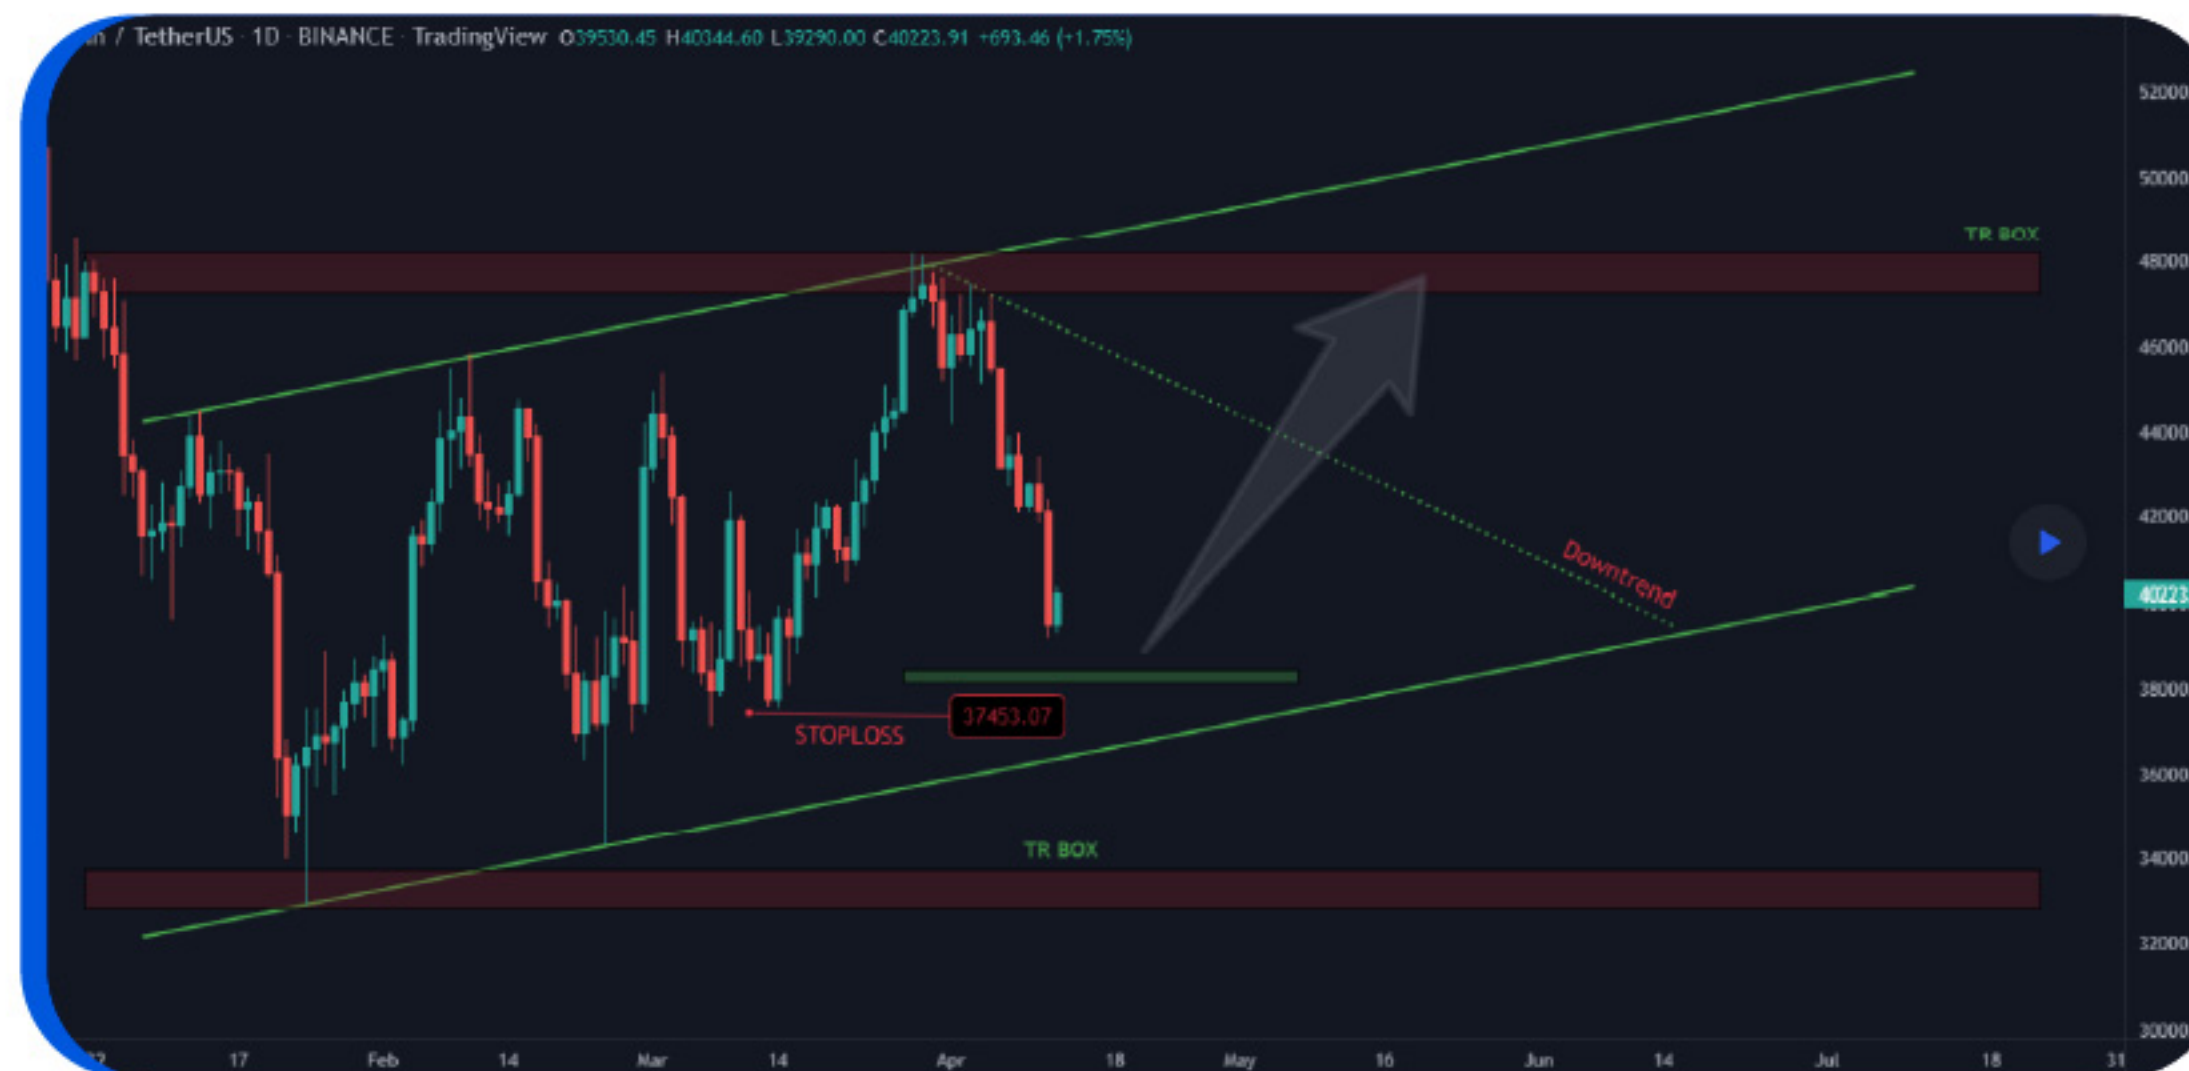 / TetherUS · 1D · BINANCE · TradingView O39530.45 H40344.60 L39290.00 C40223.91 +693.46 (+1.75%)
52000
50000
TR BOX
48000
46000
44000
42000
Downtrend
40223
38000
37453.07
STOPLOSS
36000
TR BOX
34000
32000
30000
17 Feb 14 Mar 14 Apr 18 May 16 Jun 14 Jul 18 31